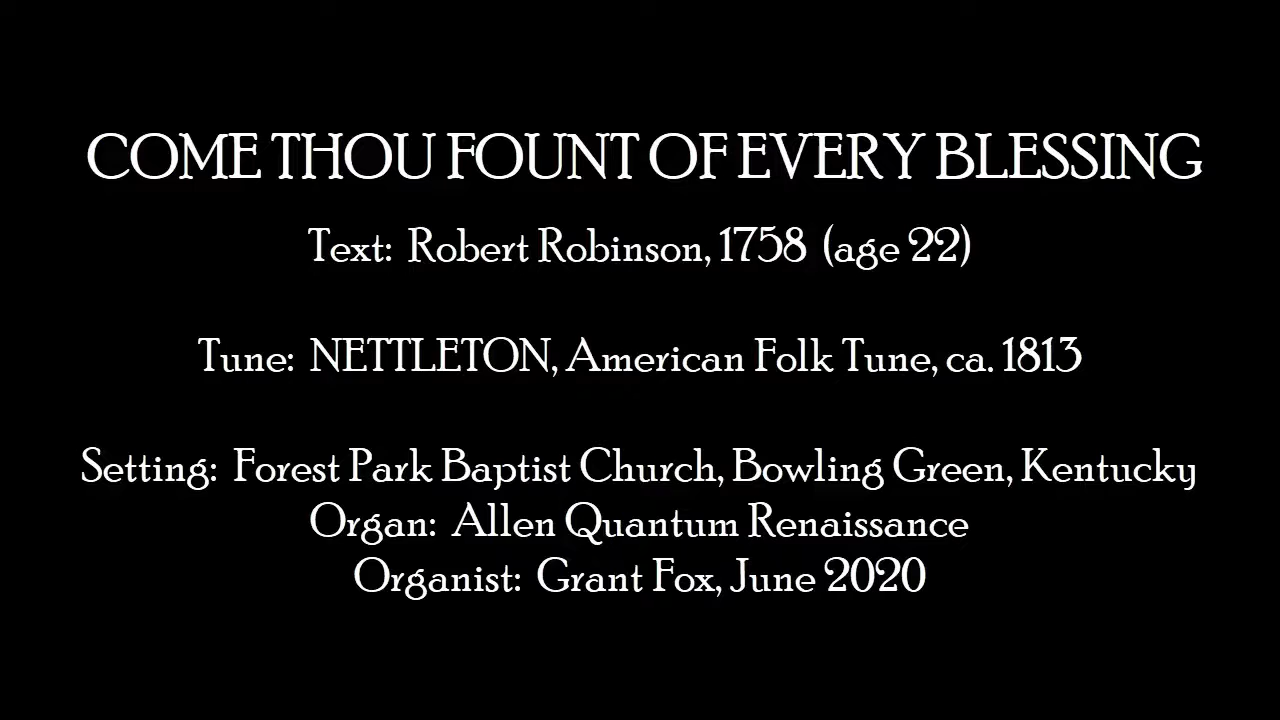 COME THOU FOUNT OF EVERY BLESSING
Text: Robert Robinson, 1758 (age 22)
Tune: NETTLETON, American Folk Tune, ca. 1813
Setting: Forest Park Baptist Church, Bowling Green, Kentucky
Organ: Allen Quantum Renaissance
Organist: Grant Fox, June 2020